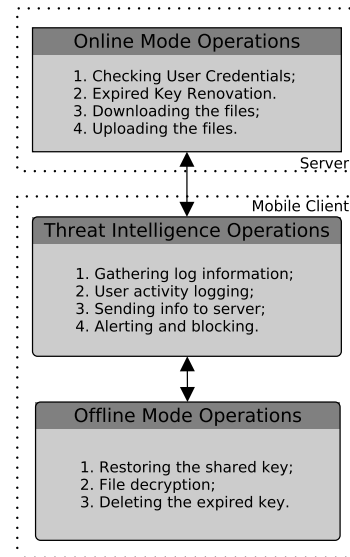 Online Mode Operations
1. Checking User Credentials;
2. Expired Key Renovation.
3. Downloading the files;
4. Uploading the files.
Server
Mobile Client
Threat Intelligence Operations
1. Gathering log information;
2. User activity logging;
3. Sending info to server;
4. Alerting and blocking.
Offline Mode Operations
1. Restoring the shared key;
2. File decryption;
3. Deleting the expired key.